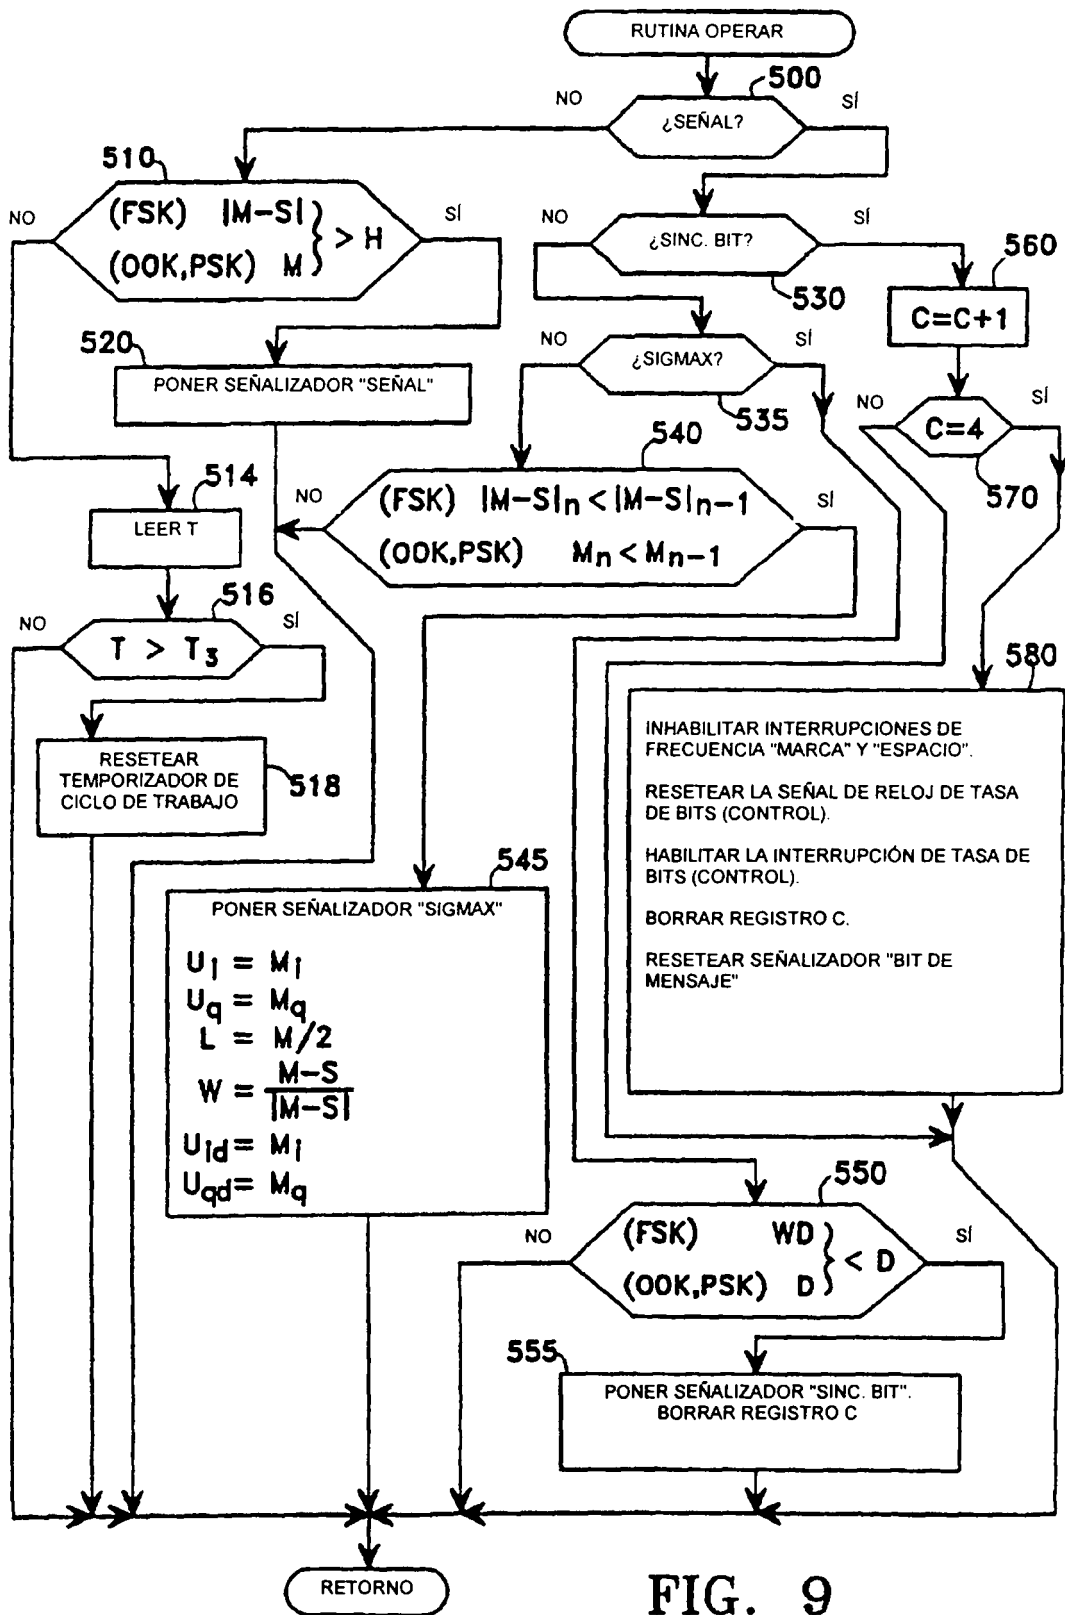 RUTINA OPERAR
500
NO
¿SEÑAL?
SÍ
510
NO
(FSK) |M-S|
(OOK,PSK) M } > H
SÍ
NO
¿SINC. BIT?
SÍ
530
560
C=C+1
520
PONER SEÑALIZADOR "SEÑAL"
NO
¿SIGMAX?
SÍ
535
NO
C=4
SÍ
570
540
NO
(FSK) |M-S|n < |M-S|n-1
(OOK,PSK) Mn < Mn-1
SÍ
514
LEER T
516
NO
T > T3
SÍ
RESETEAR
TEMPORIZADOR DE
CICLO DE TRABAJO
518
580
INHABILITAR INTERRUPCIONES DE
FRECUENCIA "MARCA" Y "ESPACIO".
RESETEAR LA SEÑAL DE RELOJ DE TASA
DE BITS (CONTROL).
HABILITAR LA INTERRUPCIÓN DE TASA DE
BITS (CONTROL).
BORRAR REGISTRO C.
RESETEAR SEÑALIZADOR "BIT DE
MENSAJE"
545
PONER SEÑALIZADOR "SIGMAX"
Ui = Mi
Uq = Mq
L = M/2
W = M-S
|M-S|
Uid = Mi
Uqd = Mq
550
NO
(FSK) WD
(OOK,PSK) D } < D
SÍ
555
PONER SEÑALIZADOR "SINC. BIT".
BORRAR REGISTRO C
RETORNO
FIG. 9